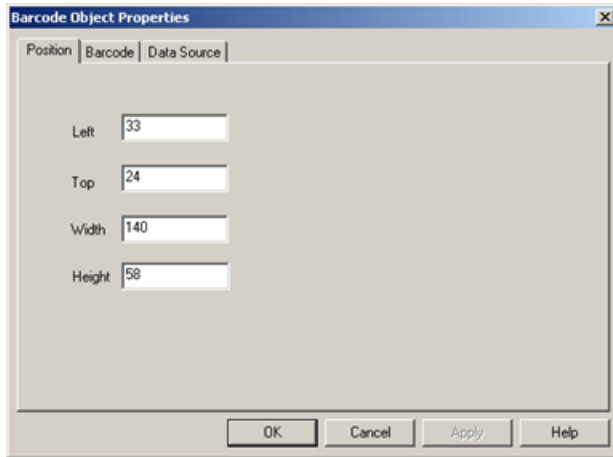 Barcode Object Properties
Position Barcode Data Source
Left 33
Top 24
Width 140
Height 58
OK Cancel Apply Help